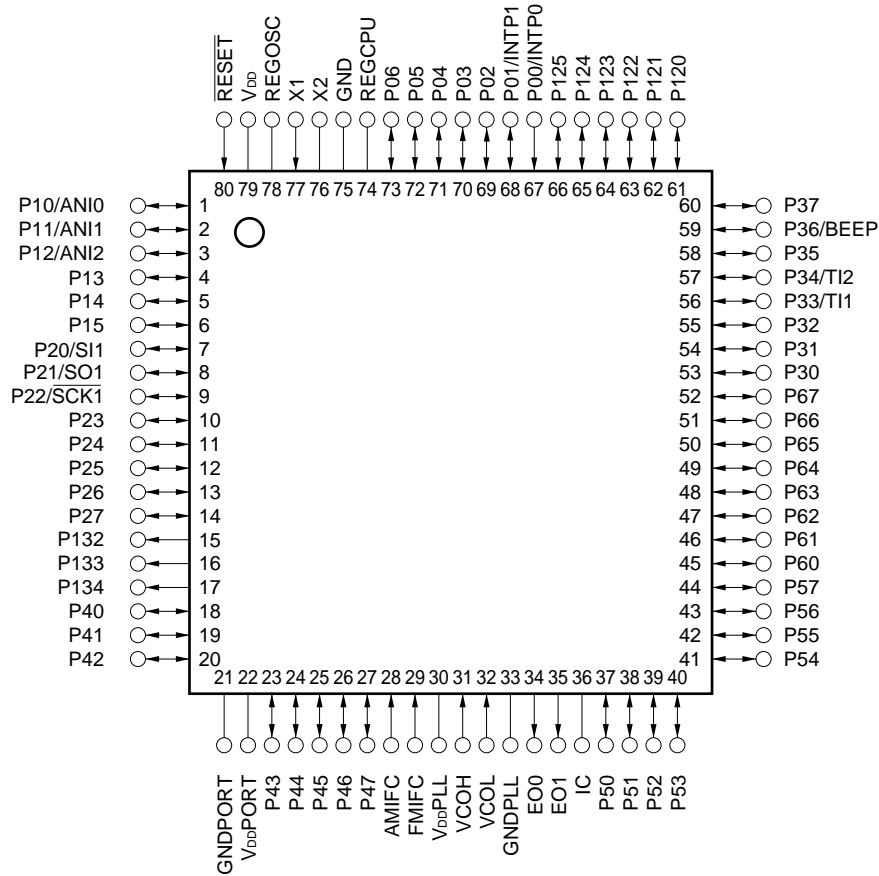 RESET
VDD
REGOSC
X1
X2
GND
REGCPU
P06
P05
P04
P03
P02
P01/INTP1
P00/INTP0
P125
P124
P123
P122
P121
P120
80 79 78 77 76 75 74 73 72 71 70 69 68 67 66 65 64 63 62 61
P10/ANI0 1 60 P37
P11/ANI1 2 59 P36/BEEP
P12/ANI2 3 58 P35
P13 4 57 P34/TI2
P14 5 56 P33/TI1
P15 6 55 P32
P20/SI1 7 54 P31
P21/SO1 8 53 P30
P22/SCK1 9 52 P67
P23 10 51 P66
P24 11 50 P65
P25 12 49 P64
P26 13 48 P63
P27 14 47 P62
P132 15 46 P61
P133 16 45 P60
P134 17 44 P57
P40 18 43 P56
P41 19 42 P55
P42 20 41 P54
21 22 23 24 25 26 27 28 29 30 31 32 33 34 35 36 37 38 39 40
GNDPORT
VDDPORT
P43
P44
P45
P46
P47
AMIFC
FMIFC
VDDPLL
VCOH
VCOL
GNDPLL
EO0
EO1
IC
P50
P51
P52
P53